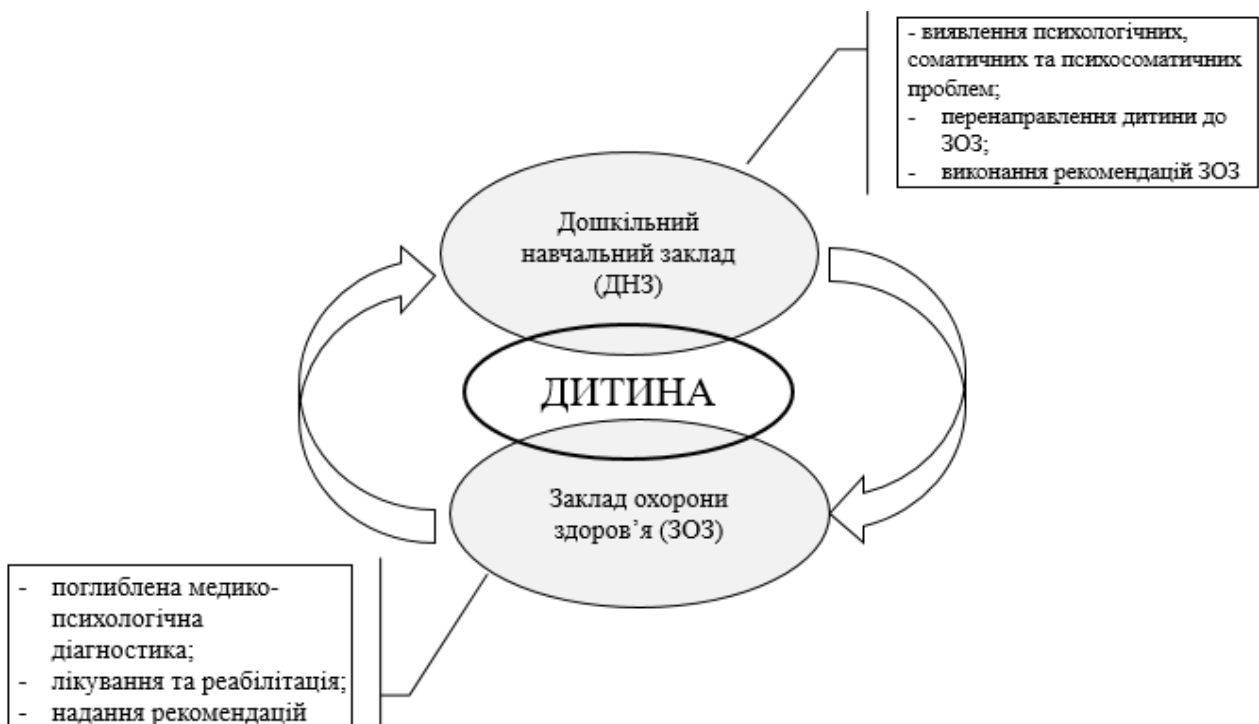 - виявлення психологічних,
соматичних та психосоматичних
проблем;
- перенаправлення дитини до
ЗОЗ;
- виконання рекомендацій ЗОЗ
Дошкільний
навчальний заклад
(ДНЗ)
ДИТИНА
Заклад охорони
здоров’я (ЗОЗ)
- поглиблена медико-
психологічна
діагностика;
- лікування та реабілітація;
- надання рекомендацій